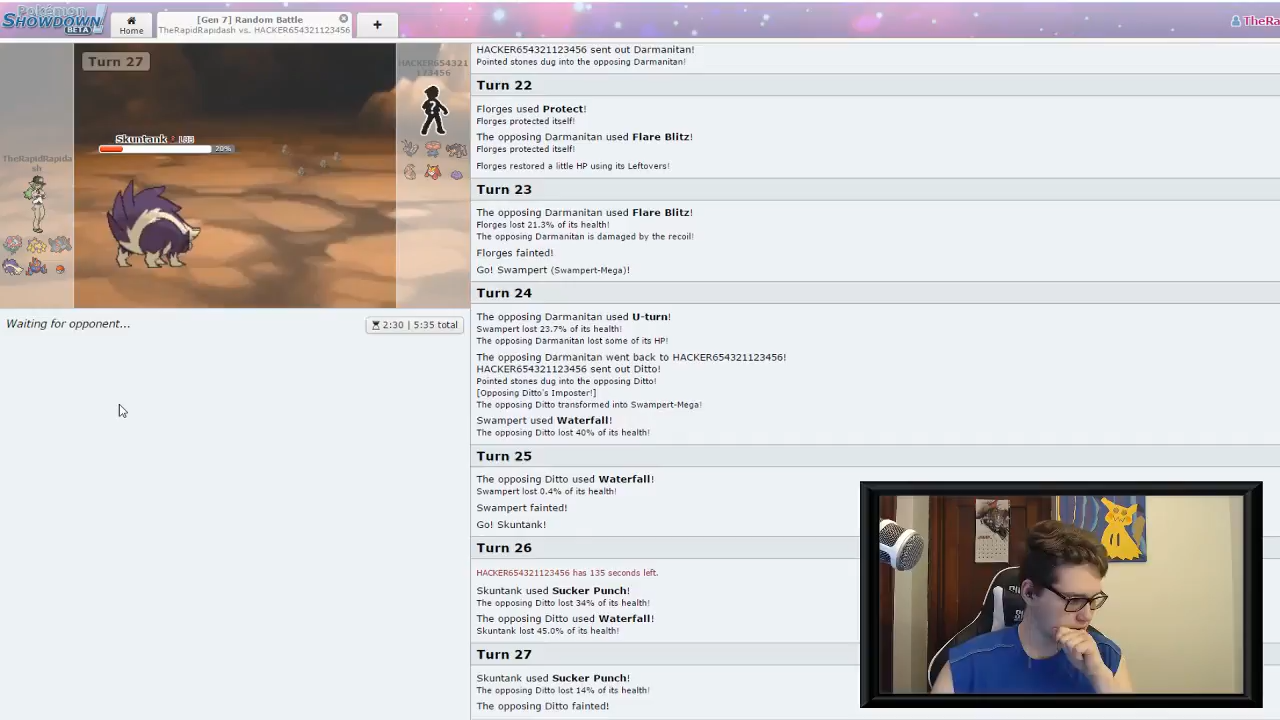 Pokémon
SHOWDOWN
BETA
Home
[Gen 7] Random Battle
TheRapidRapidash vs. HACKER654321123456
+
TheRa
Turn 27
HACKER654321
123456
Skuntank
20%
TheRapidRapida
sh
Waiting for opponent...
2:30 | 5:35 total
HACKER654321123456 sent out Darmanitan!
Pointed stones dug into the opposing Darmanitan!
Turn 22
Florges used Protect!
Florges protected itself!
The opposing Darmanitan used Flare Blitz!
Florges protected itself!
Florges restored a little HP using its Leftovers!
Turn 23
The opposing Darmanitan used Flare Blitz!
Florges lost 21.3% of its health!
The opposing Darmanitan is damaged by the recoil!
Florges fainted!
Go! Swampert (Swampert-Mega)!
Turn 24
The opposing Darmanitan used U-turn!
Swampert lost 23.7% of its health!
The opposing Darmanitan lost some of its HP!
The opposing Darmanitan went back to HACKER654321123456!
HACKER654321123456 sent out Ditto!
Pointed stones dug into the opposing Ditto!
[Opposing Ditto's Imposter!]
The opposing Ditto transformed into Swampert-Mega!
Swampert used Waterfall!
The opposing Ditto lost 40% of its health!
Turn 25
The opposing Ditto used Waterfall!
Swampert lost 0.4% of its health!
Swampert fainted!
Go! Skuntank!
Turn 26
HACKER654321123456 has 135 seconds left.
Skuntank used Sucker Punch!
The opposing Ditto lost 34% of its health!
The opposing Ditto used Waterfall!
Skuntank lost 45.0% of its health!
Turn 27
Skuntank used Sucker Punch!
The opposing Ditto lost 14% of its health!
The opposing Ditto fainted!